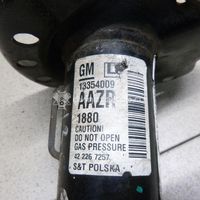 GM L
13354009
AAZR
1880
CAUTION!
DO NOT OPEN
GAS PRESSURE
42 226 7257
S&T POLSKA